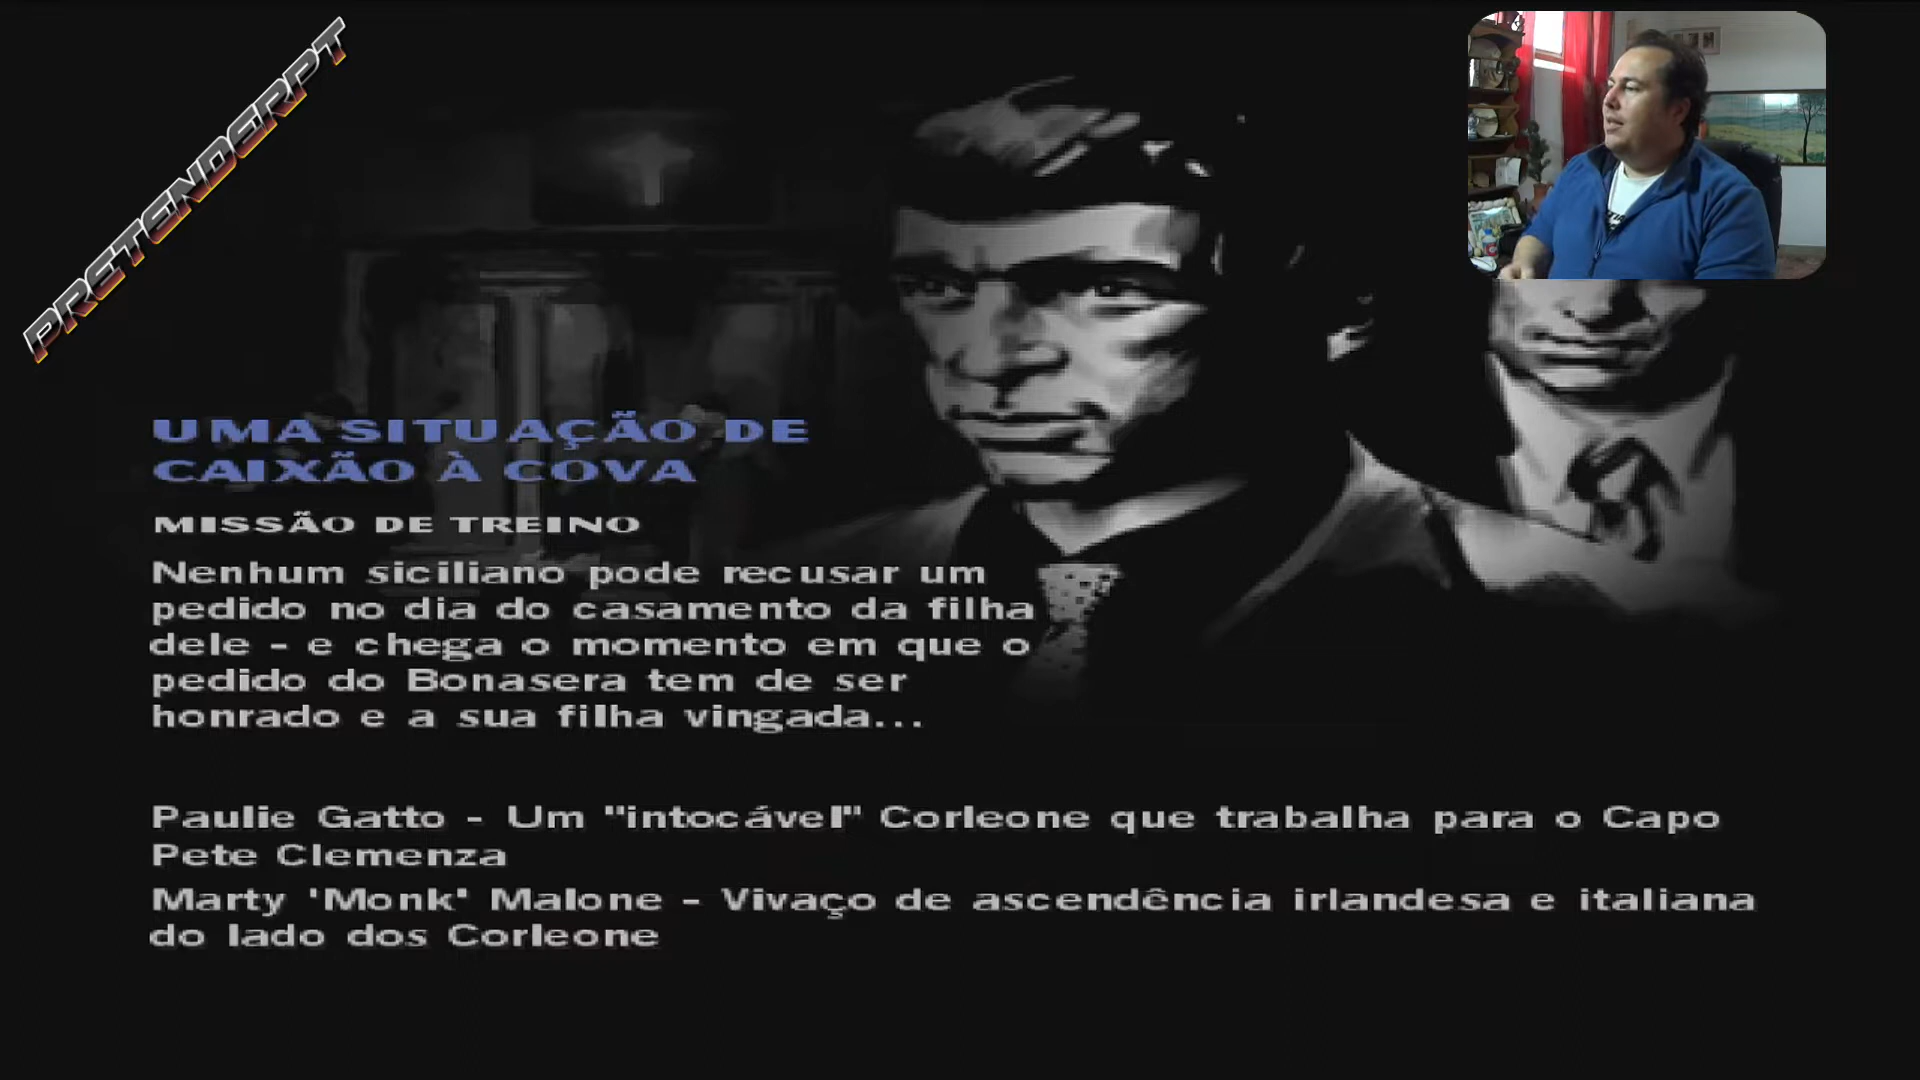 PRETENDERPT
UMA SITUAÇÃO DE
CAIXÃO À COVA
MISSÃO DE TREINO
Nenhum siciliano pode recusar um
pedido no dia do casamento da filha
dele - e chega o momento em que o
pedido do Bonasera tem de ser
honrado e a sua filha vingada...
Paulie Gatto - Um "intocável" Corleone que trabalha para o Capo
Pete Clemenza
Marty 'Monk' Malone - Vivaço de ascendência irlandesa e italiana
do lado dos Corleone